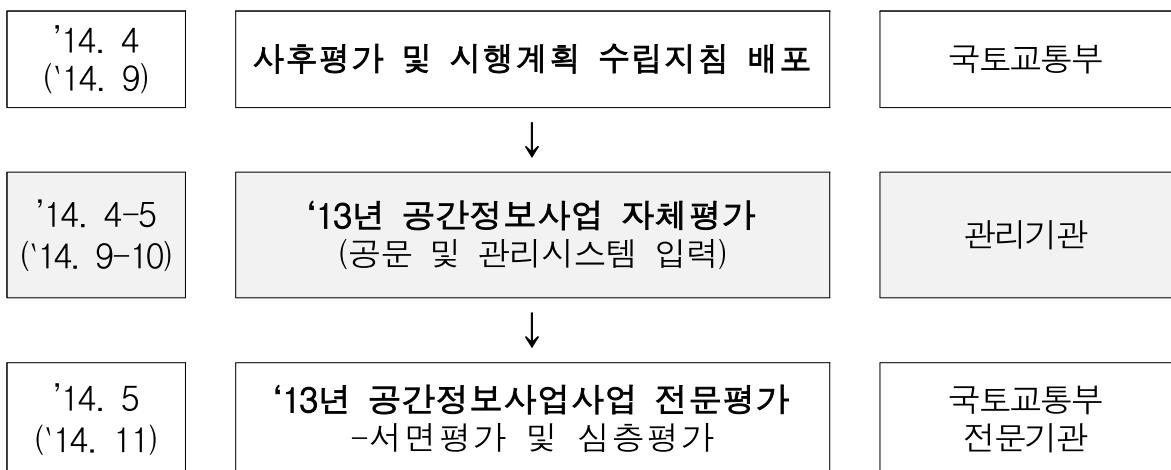 '14. 4
(`14. 9)
사후평가 및 시행계획 수립지침 배포
국토교통부
↓
'14. 4-5
(`14. 9-10)
‘13년 공간정보사업 자체평가
(공문 및 관리시스템 입력)
관리기관
↓
'14. 5
(`14. 11)
‘13년 공간정보사업사업 전문평가
-서면평가 및 심층평가
국토교통부
전문기관